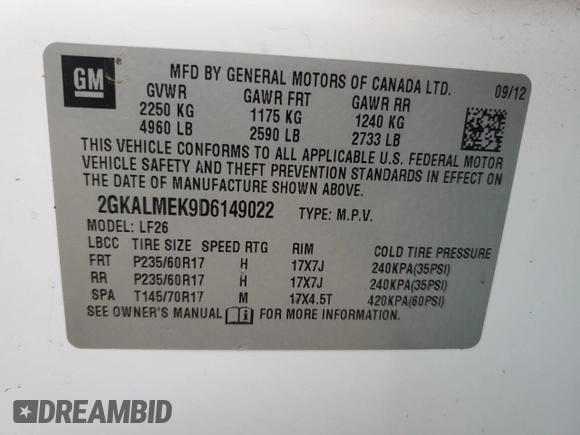 GM
MFD BY GENERAL MOTORS OF CANADA LTD. 09/12
GVWR GAWR FRT GAWR RR
2250 KG 1175 KG 1240 KG
4960 LB 2590 LB 2733 LB
THIS VEHICLE CONFORMS TO ALL APPLICABLE U.S. FEDERAL MOTOR
VEHICLE SAFETY AND THEFT PREVENTION STANDARDS IN EFFECT ON
THE DATE OF MANUFACTURE SHOWN ABOVE.
2GKALMEK9D6149022 TYPE: M.P.V.
MODEL: LF26
LBCC TIRE SIZE SPEED RTG RIM COLD TIRE PRESSURE
FRT P235/60R17 H 17X7J 240KPA(35PSI)
RR P235/60R17 H 17X7J 240KPA(35PSI)
SPA T145/70R17 M 17X4.5T 420KPA(60PSI)
SEE OWNER'S MANUAL FOR MORE INFORMATION.
DREAMBID